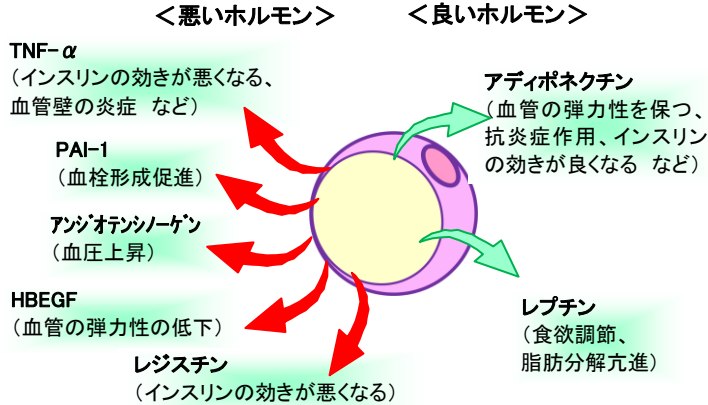 ＜悪いホルモン＞
＜良いホルモン＞
TNF-α
（インスリンの効きが悪くなる、
血管壁の炎症　など）
PAI-1
（血栓形成促進）
ｱﾝｼﾞｵﾃﾝｼﾉｰｹﾞﾝ
（血圧上昇）
HBEGF
（血管の弾力性の低下）
レジスチン
（インスリンの効きが悪くなる）
アディポネクチン
（血管の弾力性を保つ、
抗炎症作用、インスリン
の効きが良くなる　など）
レプチン
（食欲調節、
脂肪分解亢進）